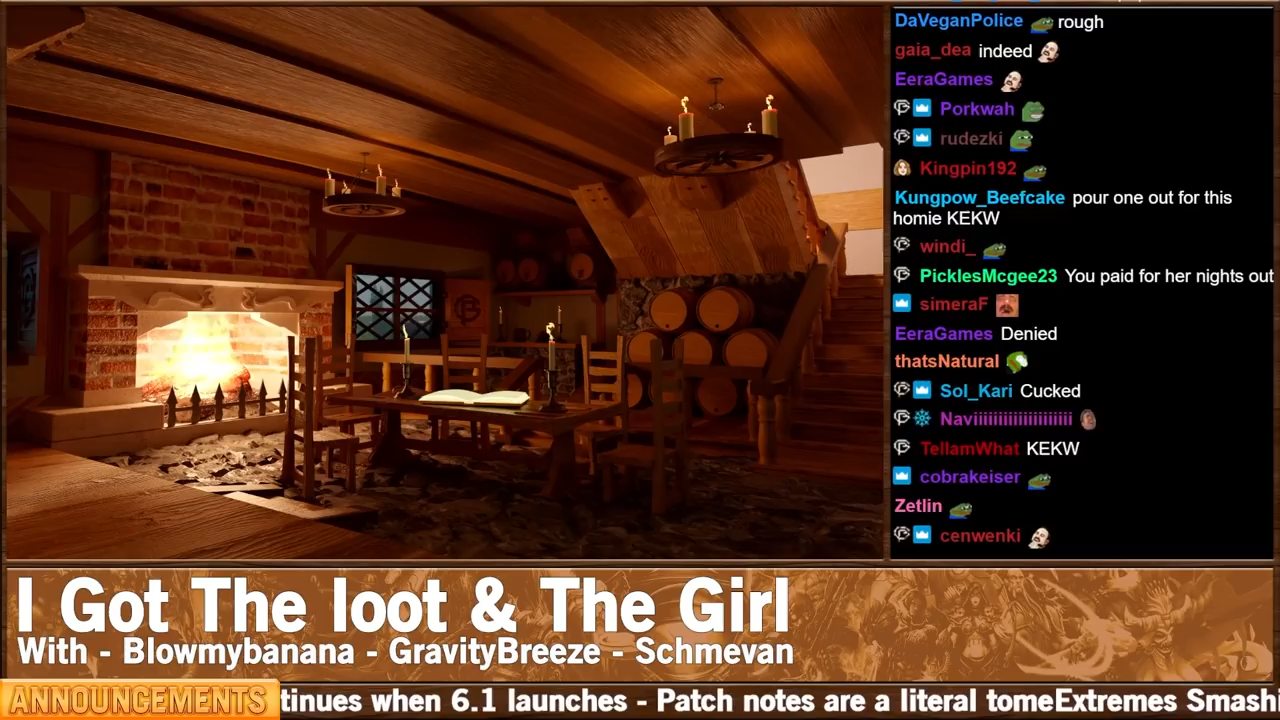 DaVeganPolice rough
gaia_dea indeed
EeraGames
Porkwah
rudezki
Kingpin192
Kungpow_Beefcake pour one out for this
homie KEKW
windi_
PicklesMcgee23 You paid for her nights out
simeraF
EeraGames Denied
thatsNatural
Sol_Kari Cucked
Naviiiiiiiiiiiiiiiiiiii
TellamWhat KEKW
cobrakeiser
Zetlin
cenwenki
I Got The loot & The Girl
With - Blowmybanana - GravityBreeze - Schmevan
ANNOUNCEMENTS tinues when 6.1 launches - Patch notes are a literal tomeExtremes Smashi